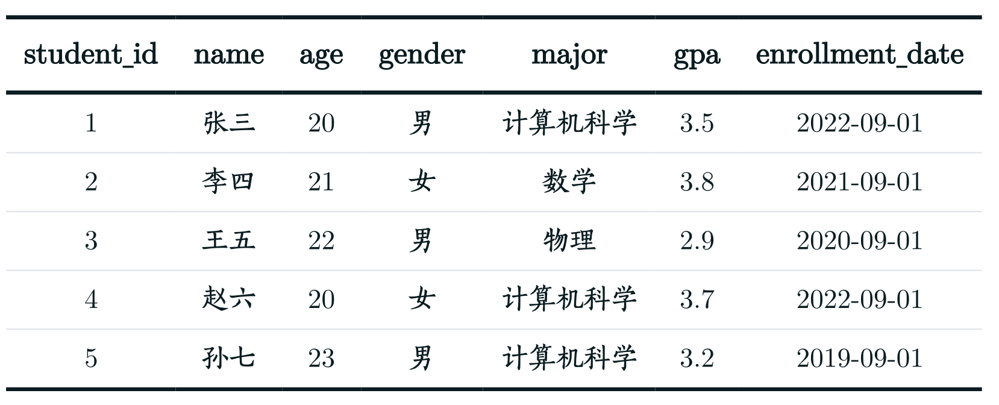 student_id name age gender major gpa enrollment_date
1 张三 20 男 计算机科学 3.5 2022-09-01
2 李四 21 女 数学 3.8 2021-09-01
3 王五 22 男 物理 2.9 2020-09-01
4 赵六 20 女 计算机科学 3.7 2022-09-01
5 孙七 23 男 计算机科学 3.2 2019-09-01